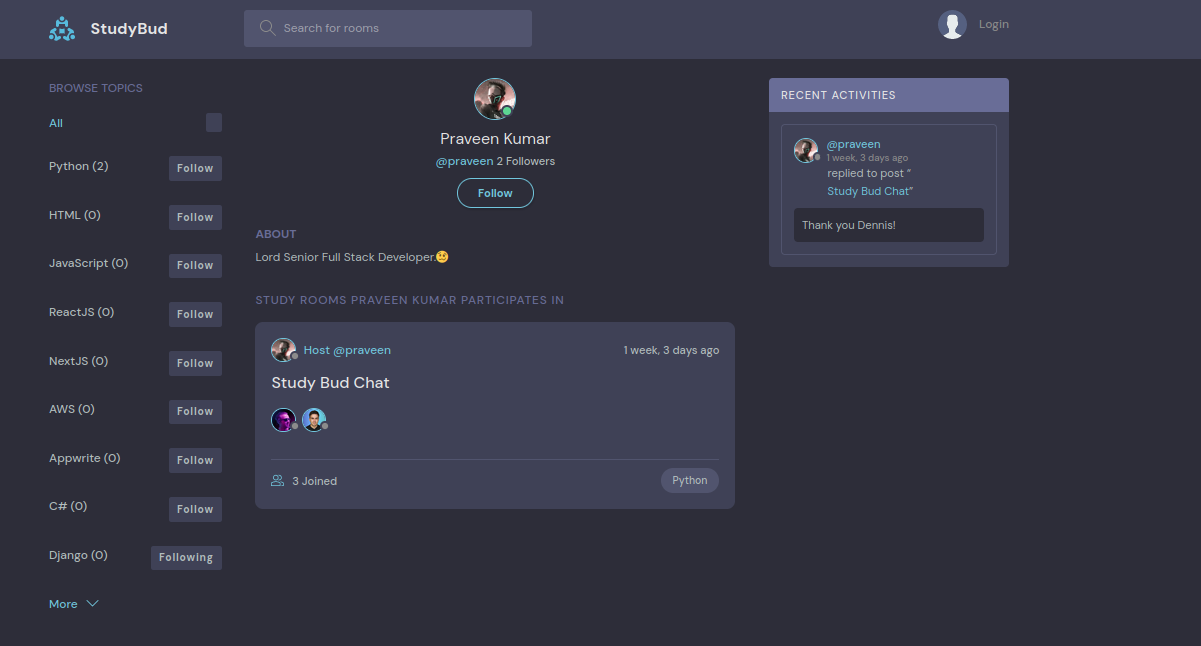 StudyBud
Search for rooms
Login
BROWSE TOPICS
All
Python (2)
Follow
HTML (0)
Follow
JavaScript (0)
Follow
ReactJS (0)
Follow
NextJS (0)
Follow
AWS (0)
Follow
Appwrite (0)
Follow
C# (0)
Follow
Django (0)
Following
More
Praveen Kumar
@praveen 2 Followers
Follow
ABOUT
Lord Senior Full Stack Developer.🤨
STUDY ROOMS PRAVEEN KUMAR PARTICIPATES IN
Host @praveen
1 week, 3 days ago
Study Bud Chat
3 Joined
Python
RECENT ACTIVITIES
@praveen
1 week, 3 days ago
replied to post “
Study Bud Chat”
Thank you Dennis!